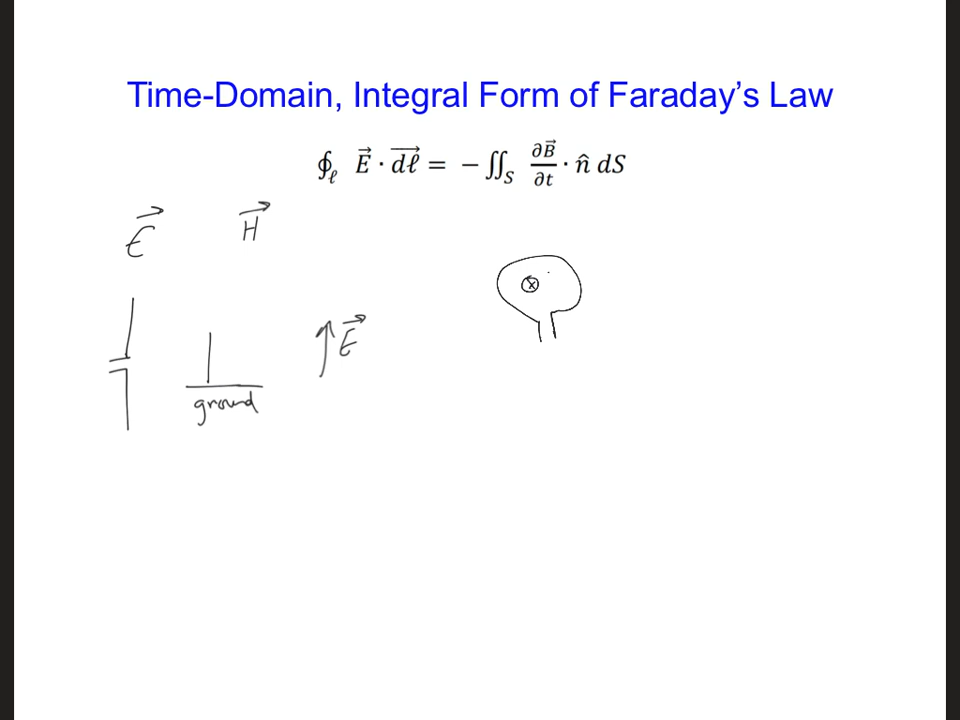 Time-Domain, Integral Form of Faraday's Law
∮ℓ E⃗ · dℓ⃗ = − ∬S ∂B⃗/∂t · n̂ dS
E⃗ H⃗
E⃗
ground